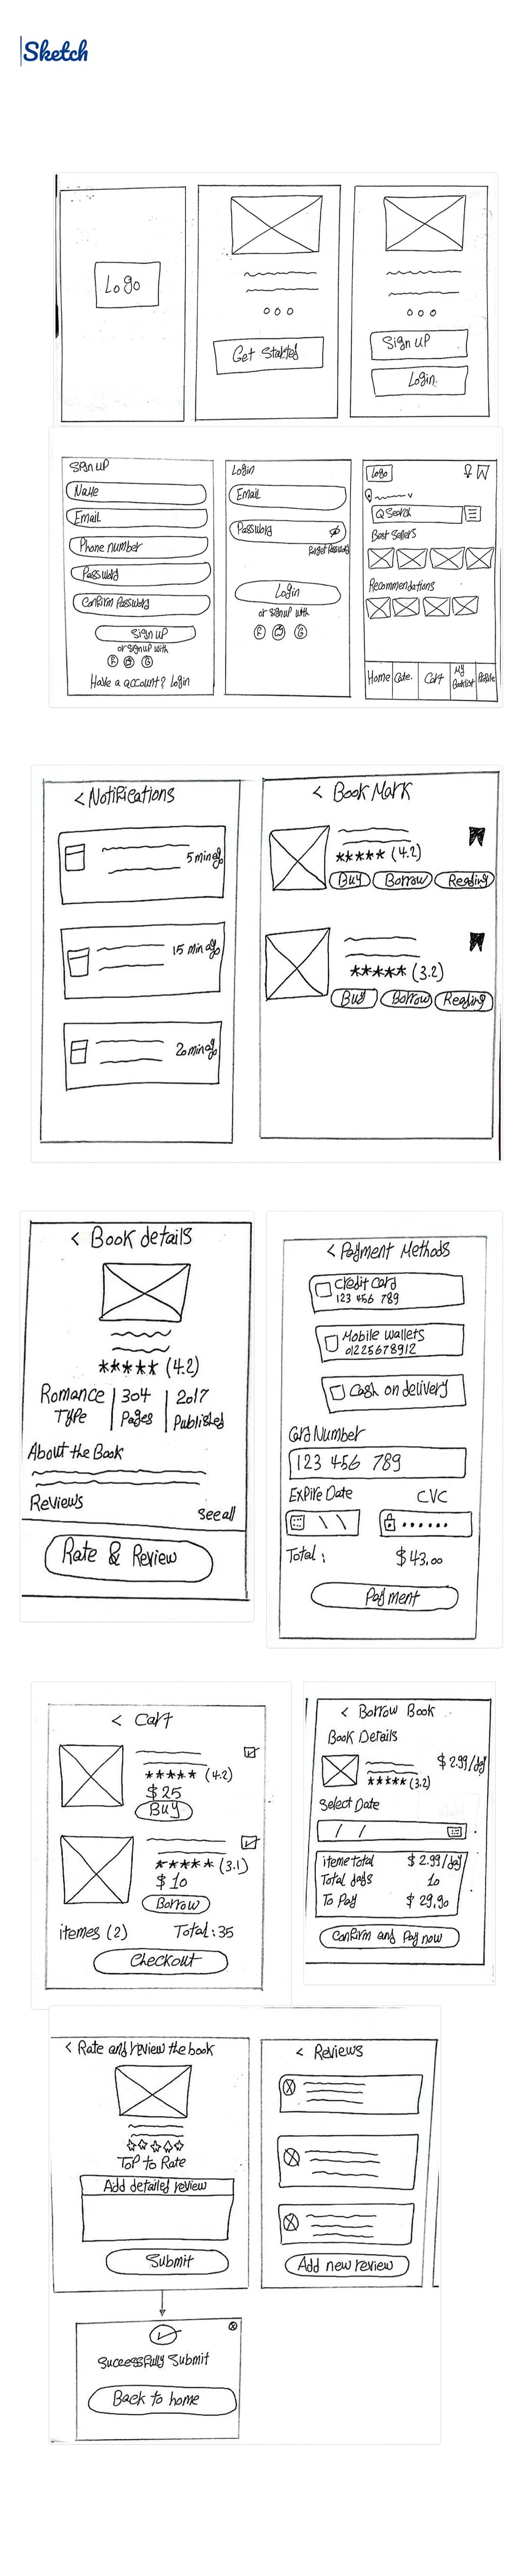 Sketch
Logo
Get Started
Sign up
Login
Sign up
Name
Email
Phone number
Password
Confirm Password
Sign up
or signup with
F
G
Have a account? Login
Login
Email
Password
Forget Password
Login
or signup with
F
G
Logo
Search
Best Sellers
Recommendations
Home
Cate.
Cart
My Booklist
Profile
< Notifications
5 min ago
15 min ago
20 min ago
< Book Mark
★★★★★ (4.2)
Buy
Borrow
Reading
★★★★★ (3.2)
Buy
Borrow
Reading
< Book details
★★★★★ (4.2)
Romance | 304 | 2017
Type | Pages | Published
About the Book
Reviews
see all
Rate & Review
< Payment Methods
Credit Card
123 456 789
Mobile wallets
01225678912
Cash on delivery
Card Number
123 456 789
Expire Date
CVC
\ \
......
Total :
$43.00
Payment
< Cart
★★★★★ (4.2)
$25
Buy
★★★★★ (3.1)
$10
Borrow
itemes (2) Total:35
Checkout
< Borrow Book
Book Details
$2.99/day
★★★★★ (3.2)
Select Date
/ /
iteme total $2.99/day
Total days 10
To Pay $29,90
Confirm and Pay now
< Rate and review the book
☆☆☆☆☆
Top to Rate
Add detailed review
Submit
< Reviews
Add new review
Successfully Submit
Back to home